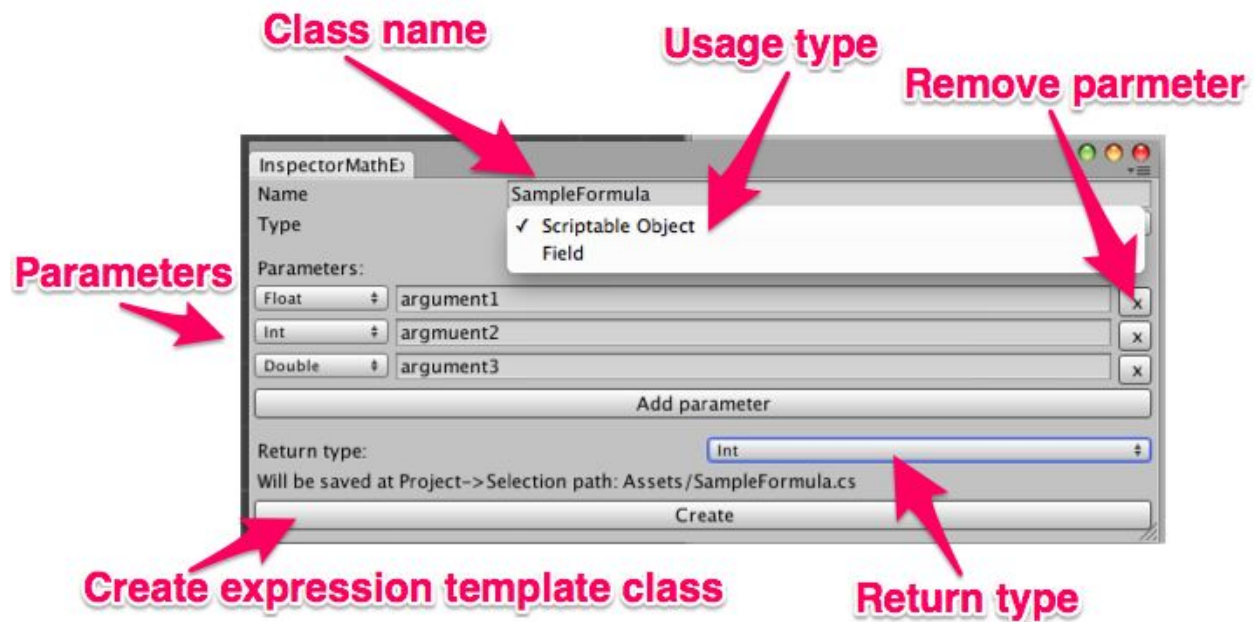 Class name
Usage type
Remove parmeter
InspectorMathE
Name
SampleFormula
Type
✓ Scriptable Object
Field
Parameters
Parameters:
Float
argument1
x
Int
argmuent2
x
Double
argument3
x
Add parameter
Return type:
Int
Will be saved at Project->Selection path: Assets/SampleFormula.cs
Create
Create expression template class
Return type